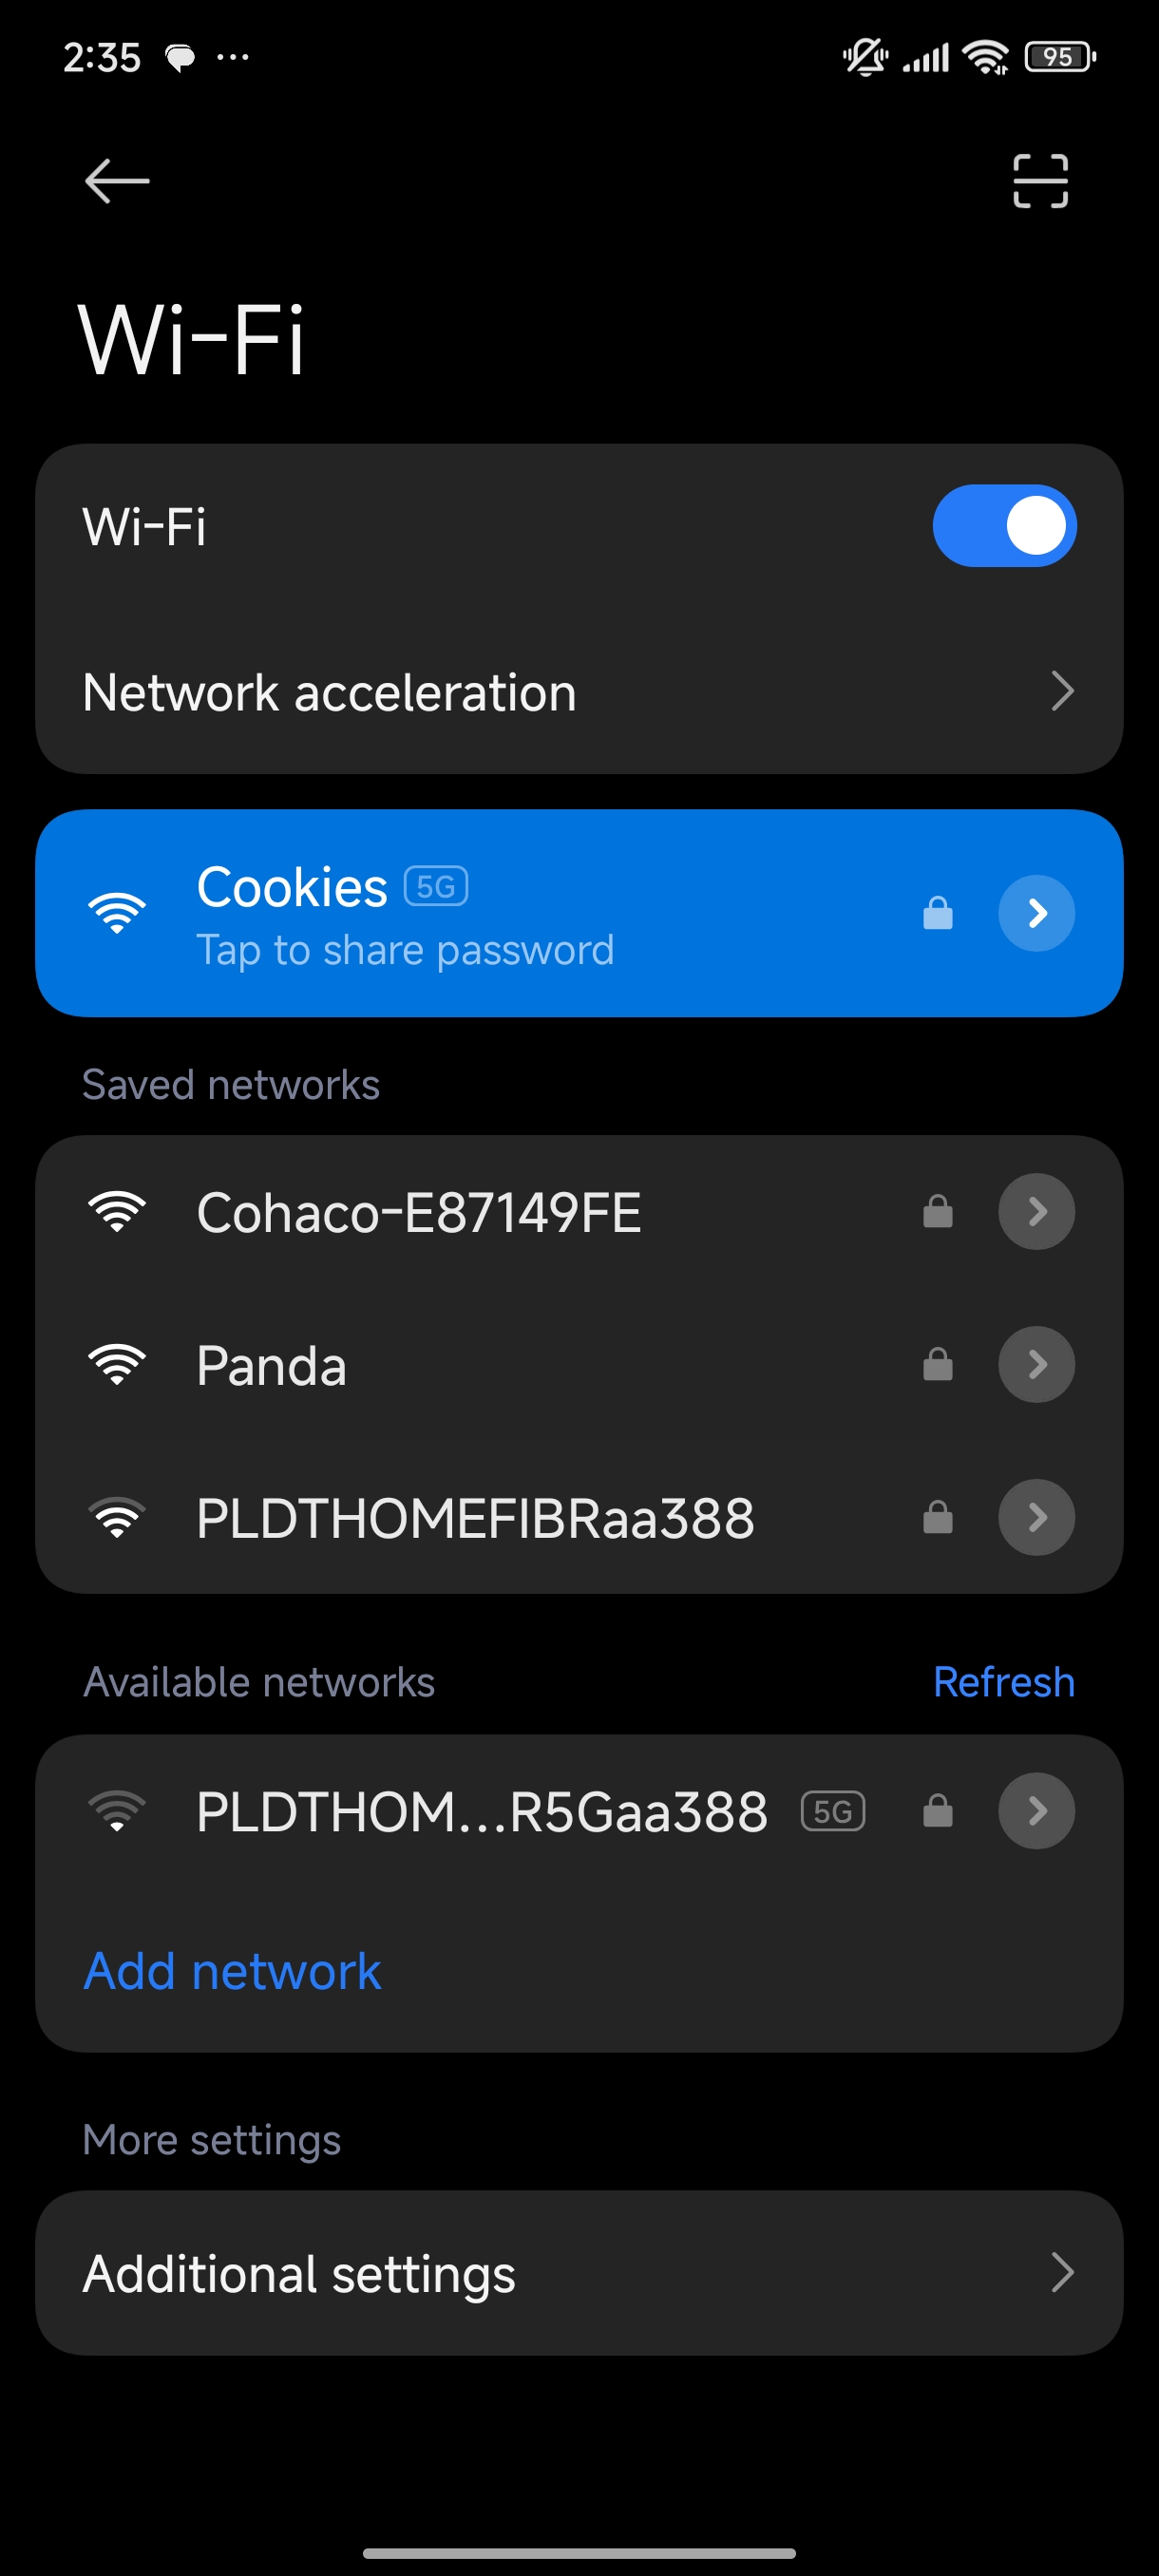 2:35 ... 95
Wi-Fi
Wi-Fi
Network acceleration
Cookies 5G
Tap to share password
Saved networks
Cohaco-E87149FE
Panda
PLDTHOMEFIBRaa388
Available networks Refresh
PLDTHOM...R5Gaa388 5G
Add network
More settings
Additional settings